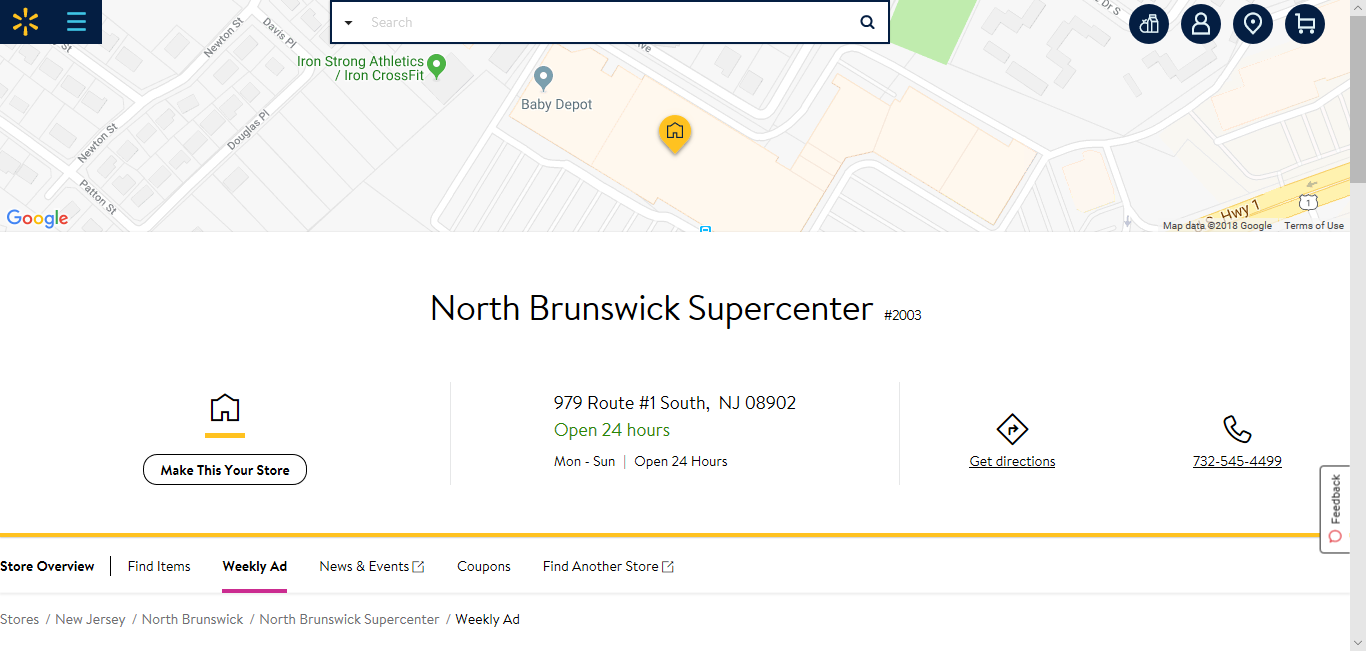 Search
Dr S
Newton St
Davis Pl
St
ve
Iron Strong Athletics
/ Iron CrossFit
Baby Depot
Newton St
Douglas Pl
Patton St
Google
S. Hwy 1
1
Map data ©2018 Google
Terms of Use
North Brunswick Supercenter #2003
979 Route #1 South, NJ 08902
Open 24 hours
Mon - Sun | Open 24 Hours
Make This Your Store
Get directions
732-545-4499
Feedback
Store Overview | Find Items Weekly Ad News & Events Coupons Find Another Store
Stores / New Jersey / North Brunswick / North Brunswick Supercenter / Weekly Ad